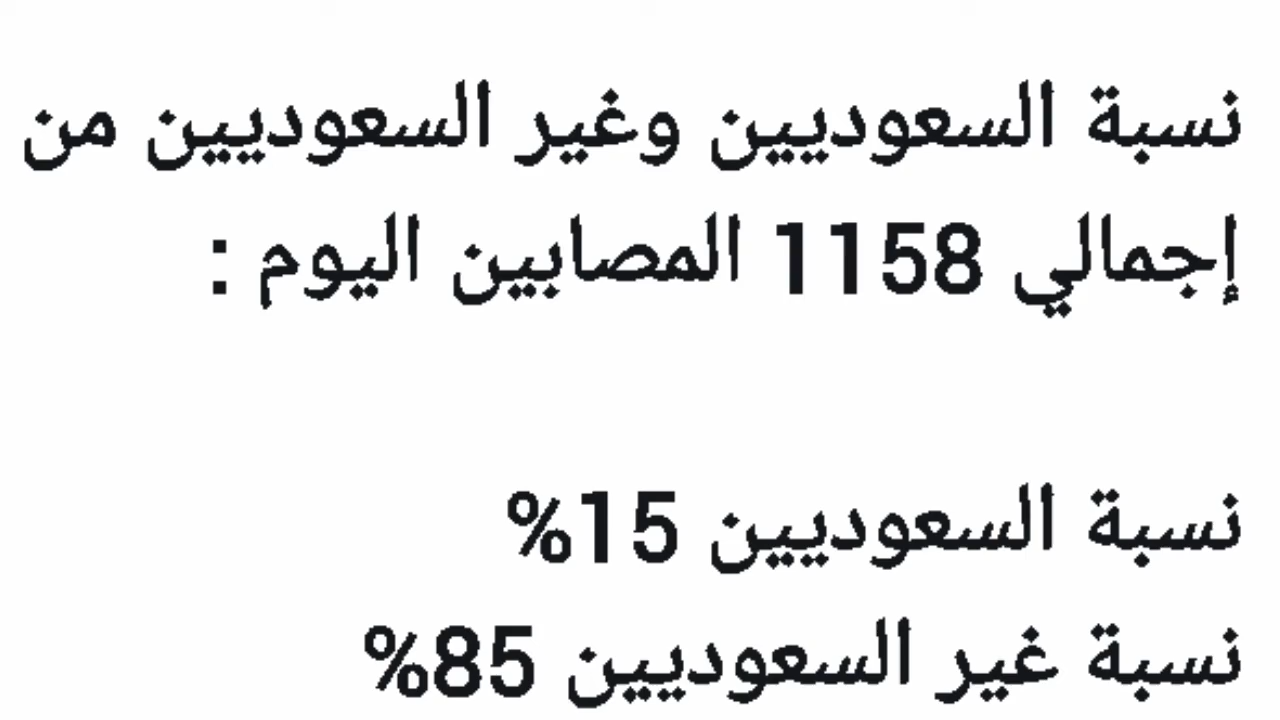 نسبة السعوديين وغير السعوديين من
إجمالي 1158 المصابين اليوم :
نسبة السعوديين 15%
نسبة غير السعوديين 85%